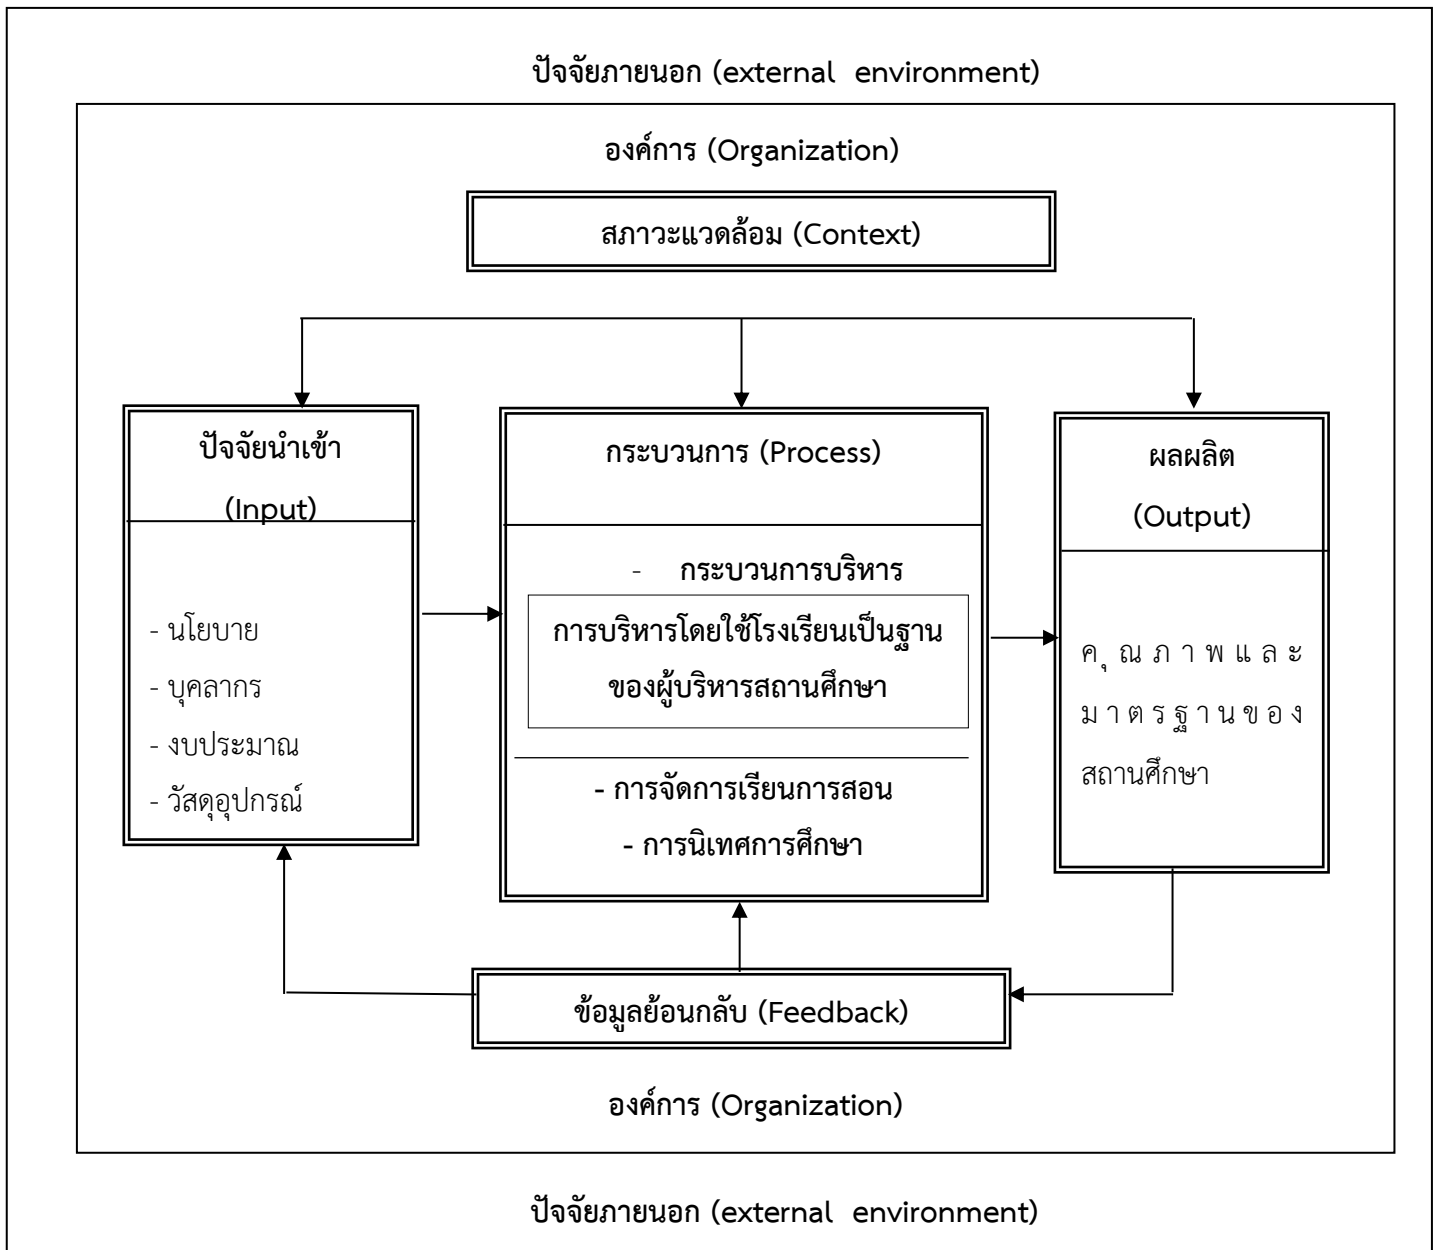 ปัจจัยภายนอก (external environment)
องค์การ (Organization)
สภาวะแวดล้อม (Context)
ปัจจัยนำเข้า
(Input)
- นโยบาย
- บุคลากร
- งบประมาณ
- วัสดุอุปกรณ์
กระบวนการ (Process)
- กระบวนการบริหาร
การบริหารโดยใช้โรงเรียนเป็นฐาน
ของผู้บริหารสถานศึกษา
- การจัดการเรียนการสอน
- การนิเทศการศึกษา
ผลผลิต
(Output)
คุณภาพและ
มาตรฐานของ
สถานศึกษา
ข้อมูลย้อนกลับ (Feedback)
องค์การ (Organization)
ปัจจัยภายนอก (external environment)